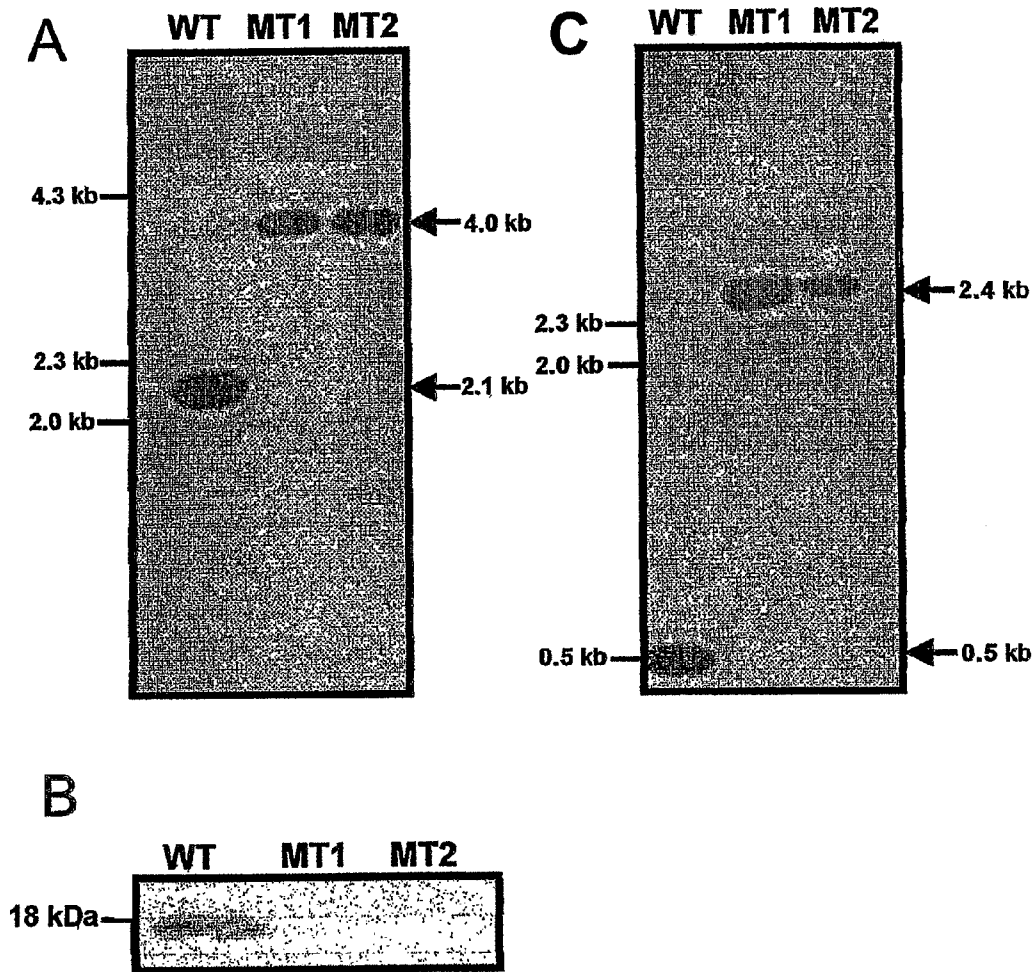 A
WT MT1 MT2
4.3 kb
4.0 kb
2.3 kb
2.1 kb
2.0 kb
C
WT MT1 MT2
2.4 kb
2.3 kb
2.0 kb
0.5 kb
0.5 kb
B
WT MT1 MT2
18 kDa